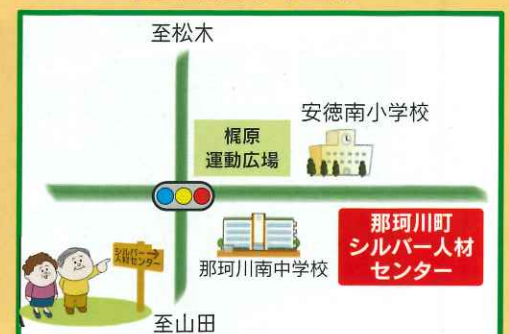 至松木
安徳南小学校
梶原
運動広場
那珂川町
シルバー人材
センター
那珂川南中学校
シルバー
人材センター
至山田